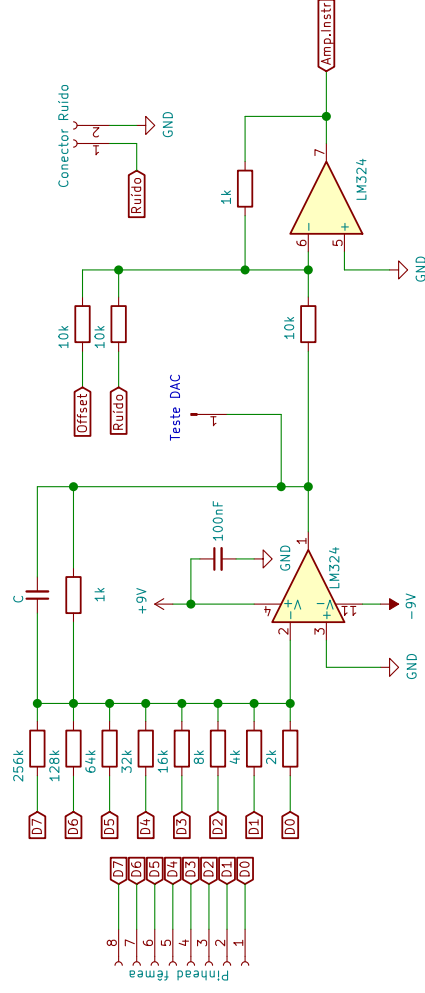 Pinhead fêmea
8
7
6
5
4
3
2
1
D7
D6
D5
D4
D3
D2
D1
D0
D7
D6
D5
D4
D3
D2
D1
D0
256k
128k
64k
32k
16k
8k
4k
2k
C
1k
+9V
100nF
GND
4
V+
V-
11
-
+
2
3
1
LM324
-9V
GND
Teste DAC
1
Offset
Ruído
10k
10k
10k
1k
-
+
6
5
7
LM324
GND
Amp.Instr
Conector Ruído
2
1
GND
Ruído